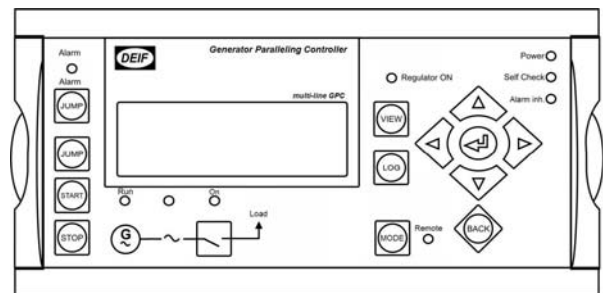 Alarm
Alarm
JUMP
JUMP
START
STOP
DEIF
Generator Paralleling Controller
multi-line GPC
Run
On
G
~
~
Load
Regulator ON
Power
Self Check
Alarm inh.
VIEW
LOG
MODE
Remote
BACK